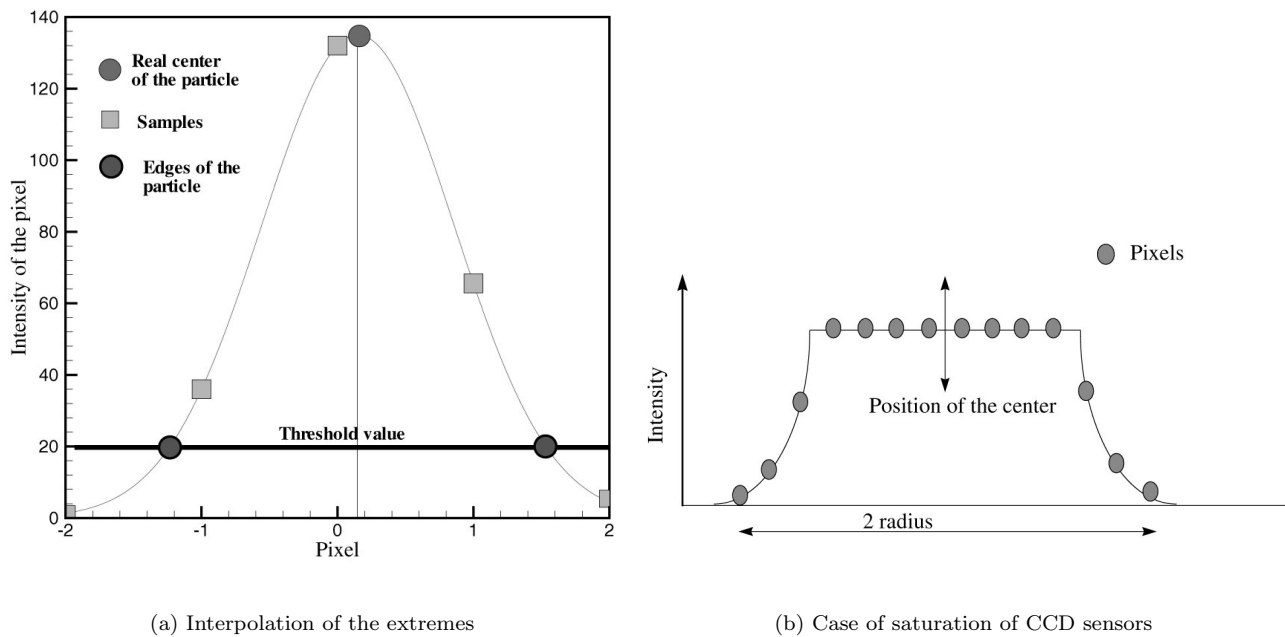 140
120
100
80
60
40
20
0
Intensity of the pixel
Real center
of the particle
Samples
Edges of the
particle
Threshold value
-2
-1
0
1
2
Pixel
(a) Interpolation of the extremes
Pixels
Intensity
Position of the center
2 radius
(b) Case of saturation of CCD sensors